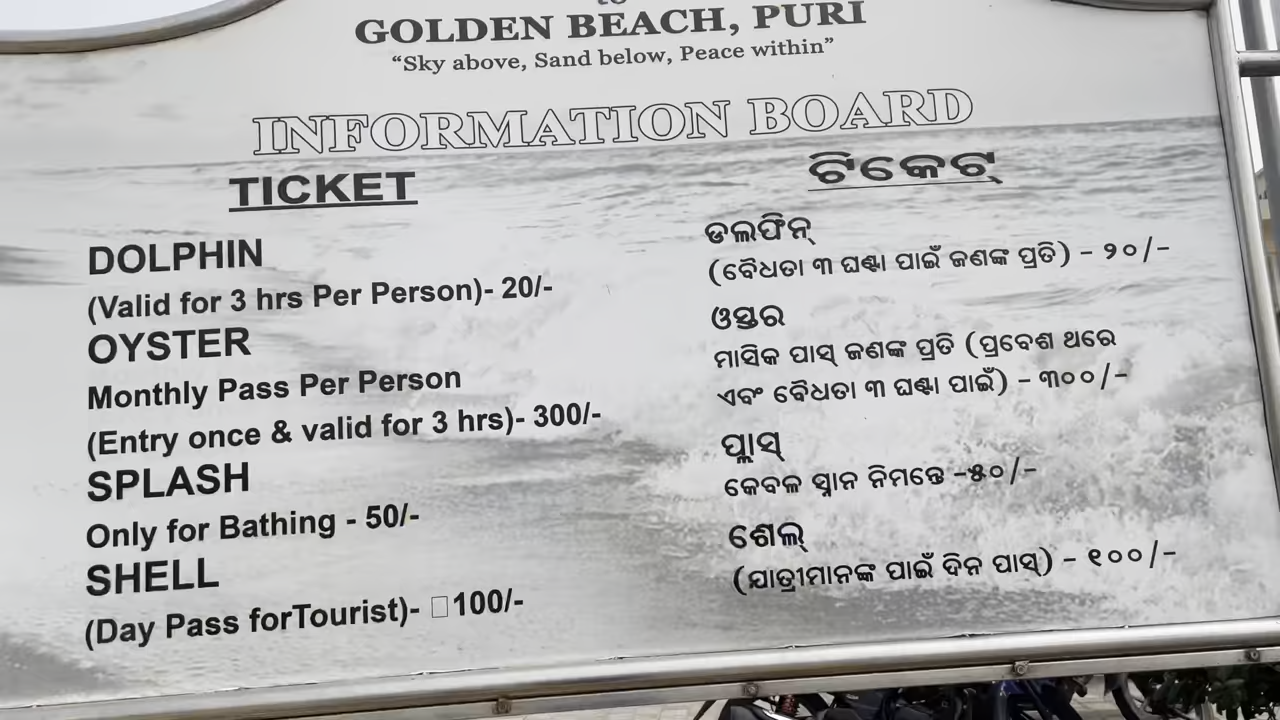 GOLDEN BEACH, PURI
“Sky above, Sand below, Peace within”
INFORMATION BOARD
TICKET
DOLPHIN
(Valid for 3 hrs Per Person)- 20/-
OYSTER
Monthly Pass Per Person
(Entry once & valid for 3 hrs)- 300/-
SPLASH
Only for Bathing - 50/-
SHELL
(Day Pass forTourist)- □100/-
ଟିକେଟ୍
ଡଲଫିନ୍
(ବୈଧତା ୩ ଘଣ୍ଟା ପାଇଁ ଜଣଙ୍କ ପ୍ରତି) - ୨୦/-
ଓସ୍ତର
ମାସିକ ପାସ୍ ଜଣଙ୍କ ପ୍ରତି (ପ୍ରବେଶ ଥରେ
ଏବଂ ବୈଧତା ୩ ଘଣ୍ଟା ପାଇଁ) - ୩୦୦/-
ପ୍ଲାସ୍
କେବଳ ସ୍ନାନ ନିମନ୍ତେ -୫୦/-
ଶେଲ୍
(ଯାତ୍ରୀମାନଙ୍କ ପାଇଁ ଦିନ ପାସ୍) - ୧୦୦/-